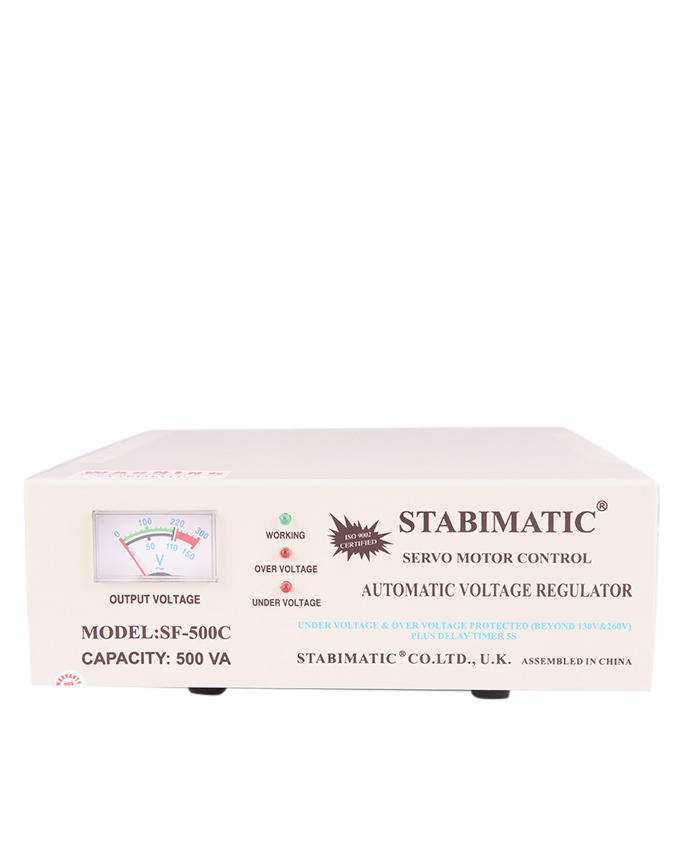 WARNING
0 100 220 300
50 110 150
V
~
OUTPUT VOLTAGE
MODEL:SF-500C
CAPACITY: 500 VA
WARRANTY
WORKING
OVER VOLTAGE
UNDER VOLTAGE
ISO 9002
CERTIFIED
STABIMATIC®
SERVO MOTOR CONTROL
AUTOMATIC VOLTAGE REGULATOR
UNDER VOLTAGE & OVER VOLTAGE PROTECTED (BEYOND 130V&260V)
PLUS DELAY TIMER 5S
STABIMATIC® CO.LTD., U.K. ASSEMBLED IN CHINA